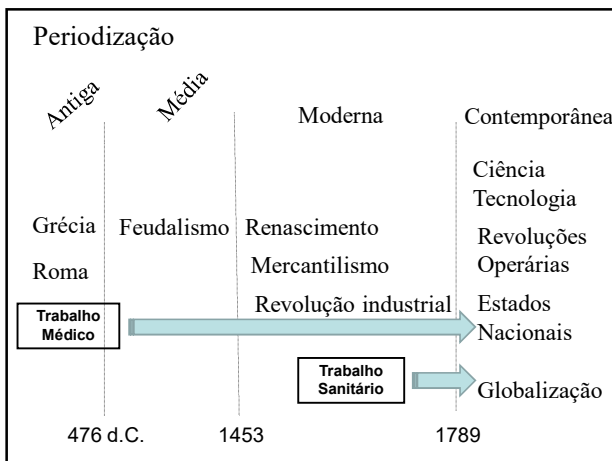 Periodização
Antiga
Média
Moderna
Contemporânea
Ciência
Tecnologia
Grécia
Feudalismo
Renascimento
Revoluções
Operárias
Roma
Mercantilismo
Revolução industrial
Estados
Nacionais
Trabalho
Médico
Trabalho
Sanitário
Globalização
476 d.C.
1453
1789